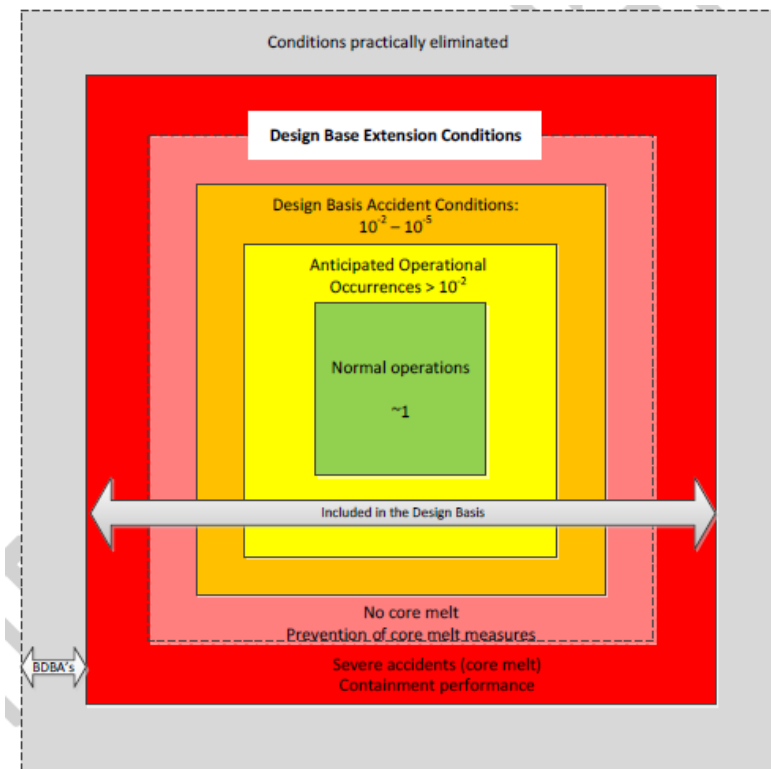 Conditions practically eliminated
Design Base Extension Conditions
Design Basis Accident Conditions:
10⁻² – 10⁻⁵
Anticipated Operational
Occurrences > 10⁻²
Normal operations
~1
Included in the Design Basis
No core melt
Prevention of core melt measures
BDBA's
Severe accidents (core melt)
Containment performance